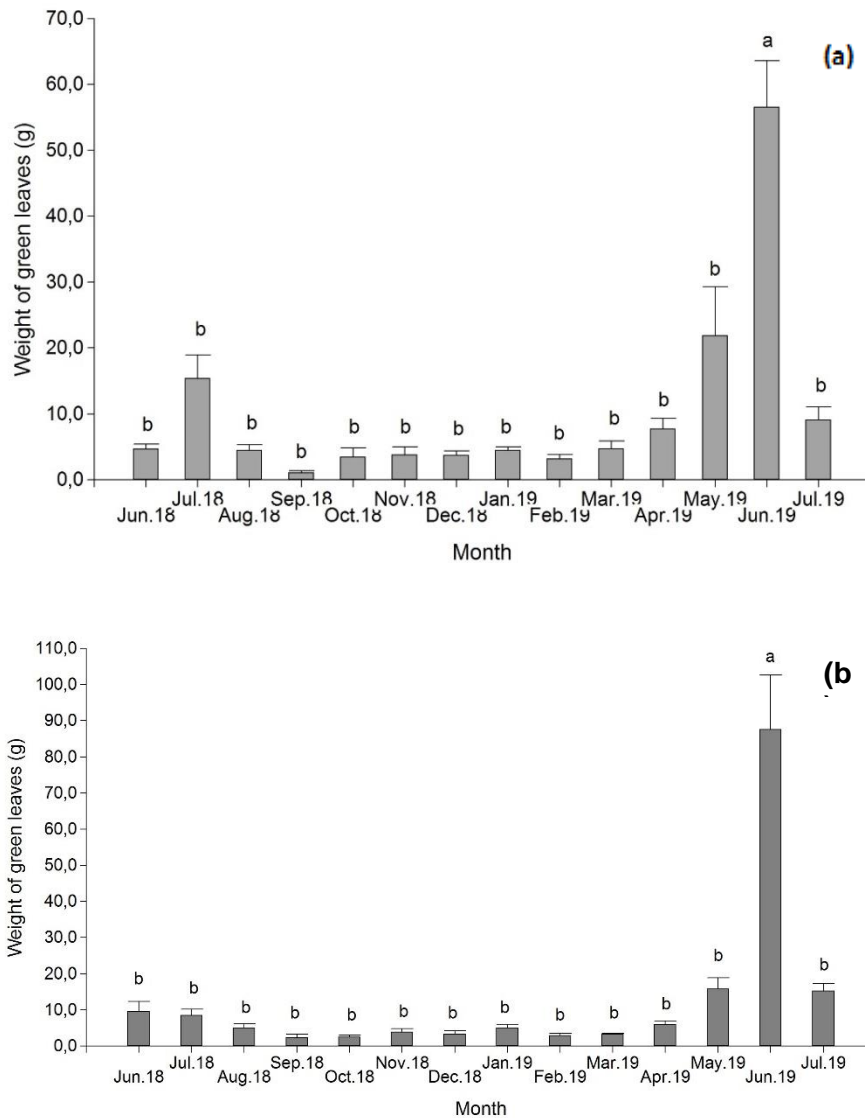 70,0
a
(a)
60,0
50,0
40,0
30,0
b
20,0
b
10,0
b
b
b
b
b
b
b
b
b
b
b
0,0
Weight of green leaves (g)
Jul.18 Sep.18 Nov.18 Jan.19 Mar.19 May.19 Jul.19
Jun.18 Aug.18 Oct.18 Dec.18 Feb.19 Apr.19 Jun.19
Month
110,0
a
(b
100,0
90,0
80,0
70,0
60,0
50,0
40,0
30,0
20,0
b
b
b
b
10,0
b
b
b
b
b
b
b
b
b
0,0
Weight of green leaves (g)
Jul.18 Sep.18 Nov.18 Jan.19 Mar.19 May.19 Jul.19
Jun.18 Aug.18 Oct.18 Dec.18 Feb.19 Apr.19 Jun.19
Month